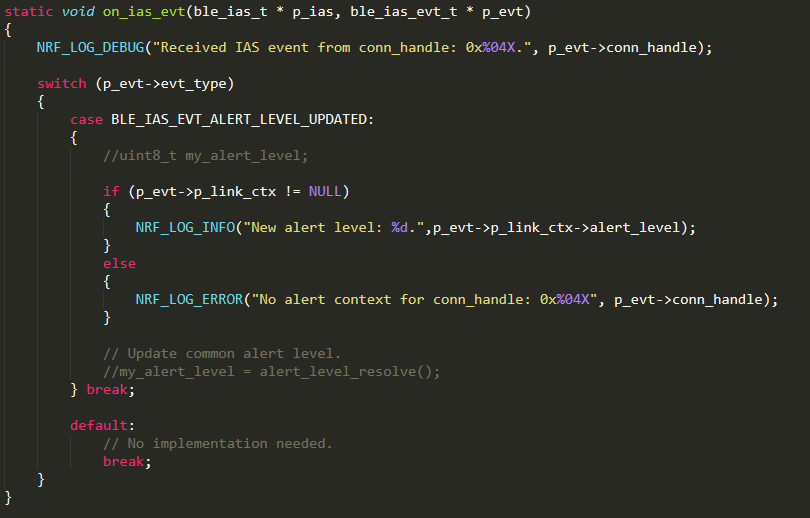 static void on_ias_evt(ble_ias_t * p_ias, ble_ias_evt_t * p_evt)
{
    NRF_LOG_DEBUG("Received IAS event from conn_handle: 0x%04X.", p_evt->conn_handle);
    switch (p_evt->evt_type)
    {
        case BLE_IAS_EVT_ALERT_LEVEL_UPDATED:
        {
            //uint8_t my_alert_level;
            if (p_evt->p_link_ctx != NULL)
            {
                NRF_LOG_INFO("New alert level: %d.",p_evt->p_link_ctx->alert_level);
            }
            else
            {
                NRF_LOG_ERROR("No alert context for conn_handle: 0x%04X", p_evt->conn_handle);
            }
            // Update common alert level.
            //my_alert_level = alert_level_resolve();
        } break;
        default:
            // No implementation needed.
            break;
    }
}